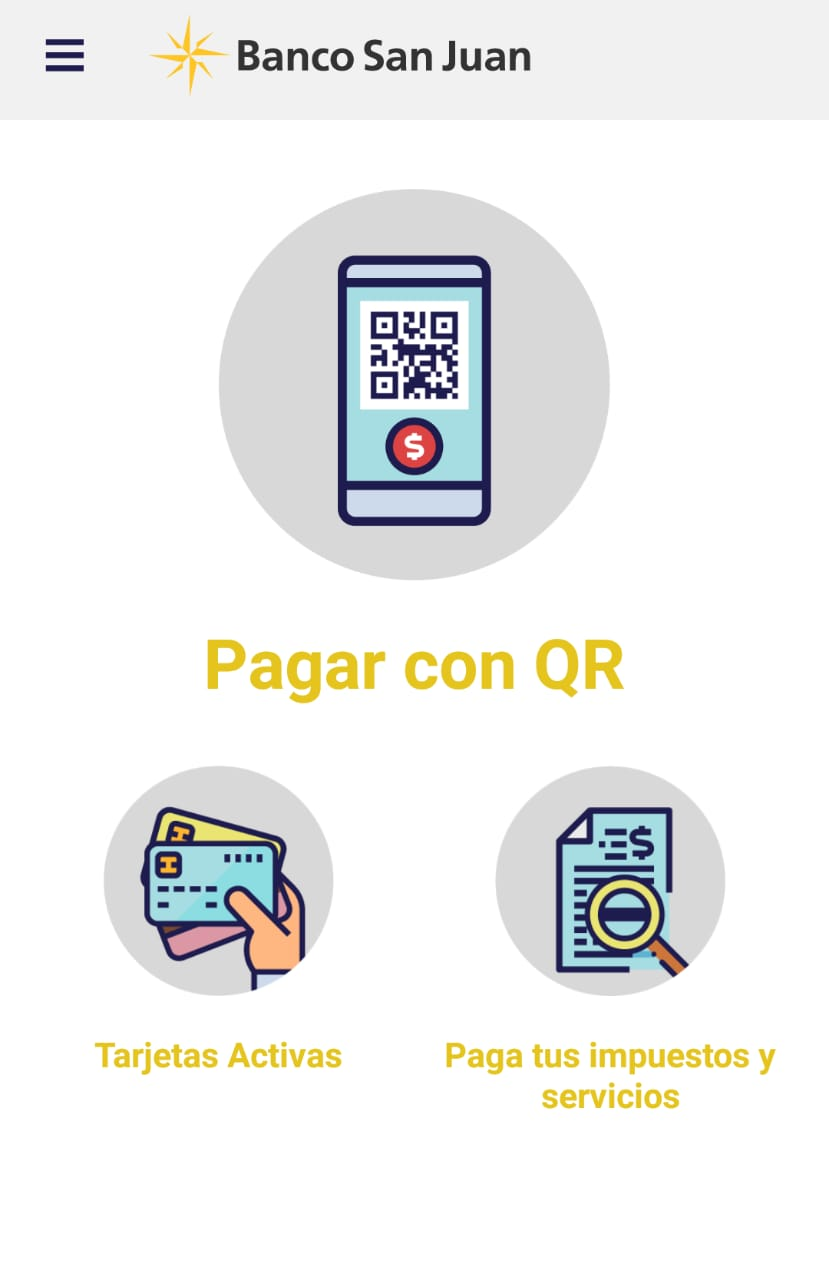 Banco San Juan
$
Pagar con QR
$
Tarjetas Activas
Paga tus impuestos y
servicios